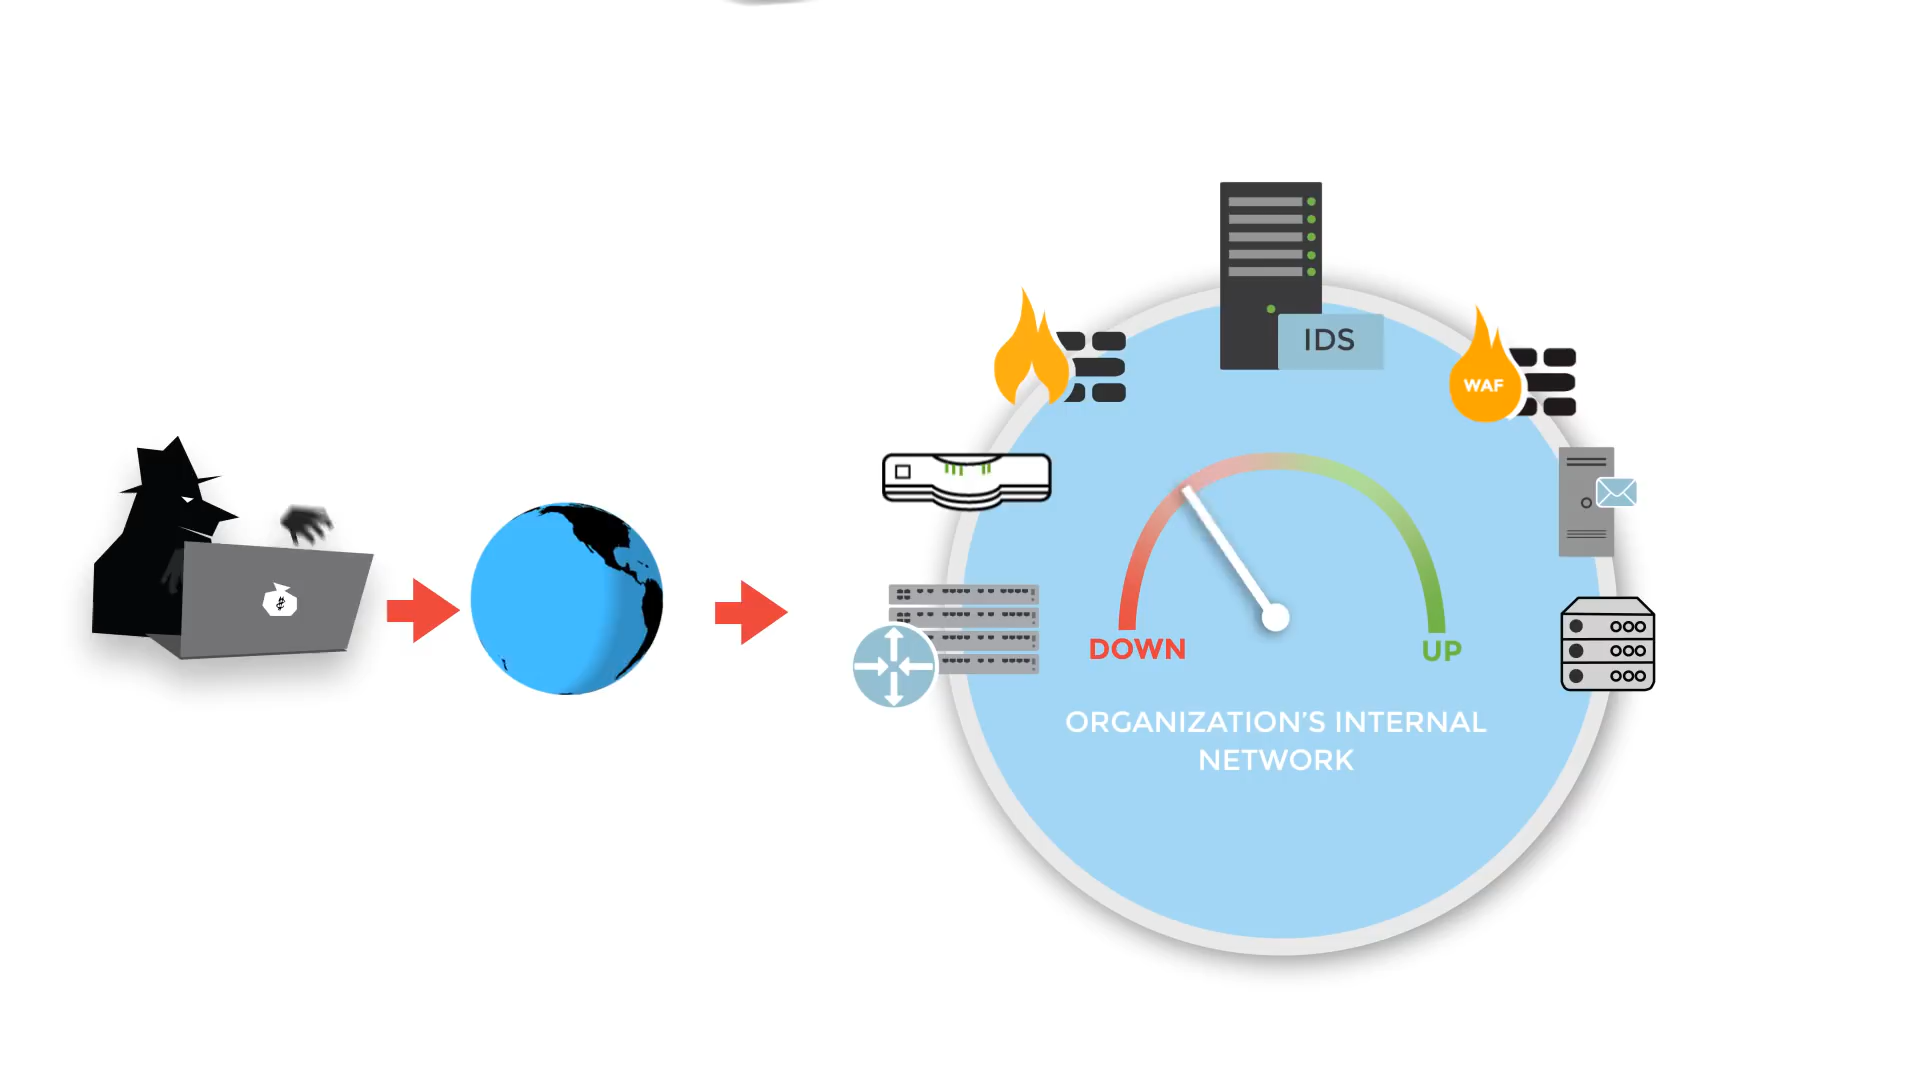 IDS
WAF
DOWN
UP
ORGANIZATION'S INTERNAL
NETWORK